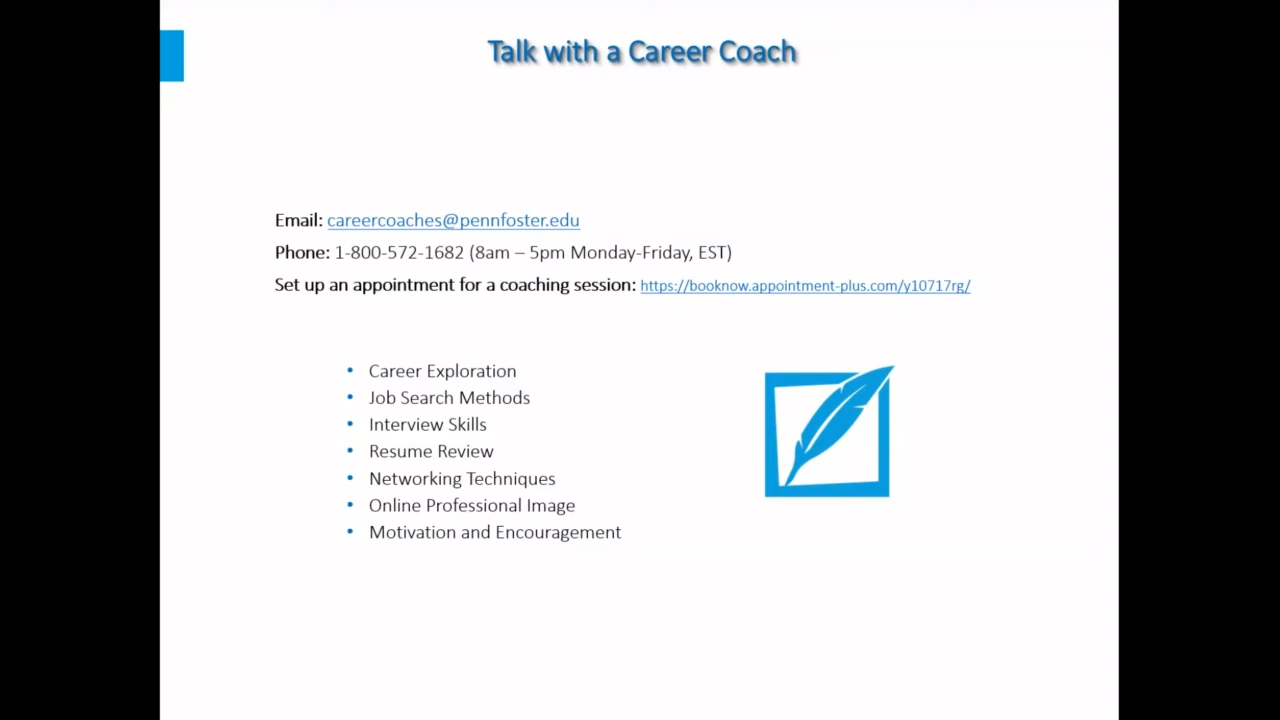 Talk with a Career Coach
Email: careercoaches@pennfoster.edu
Phone: 1-800-572-1682 (8am – 5pm Monday-Friday, EST)
Set up an appointment for a coaching session: https://booknow.appointment-plus.com/y10717rg/
• Career Exploration
• Job Search Methods
• Interview Skills
• Resume Review
• Networking Techniques
• Online Professional Image
• Motivation and Encouragement